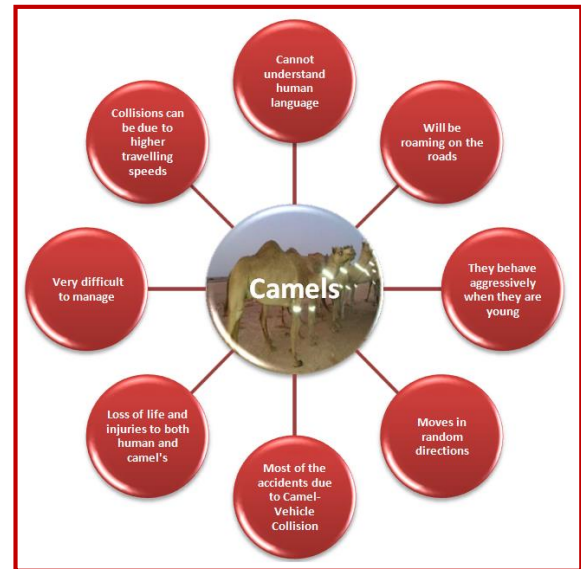 Cannot
understand
human
language
Will be
roaming on the
roads
They behave
aggressively
when they are
young
Moves in
random
directions
Most of the
accidents due
to Camel-
Vehicle
Collision
Loss of life and
injuries to both
human and
camel's
Very difficult
to manage
Collisions can
be due to
higher
travelling
speeds
Camels